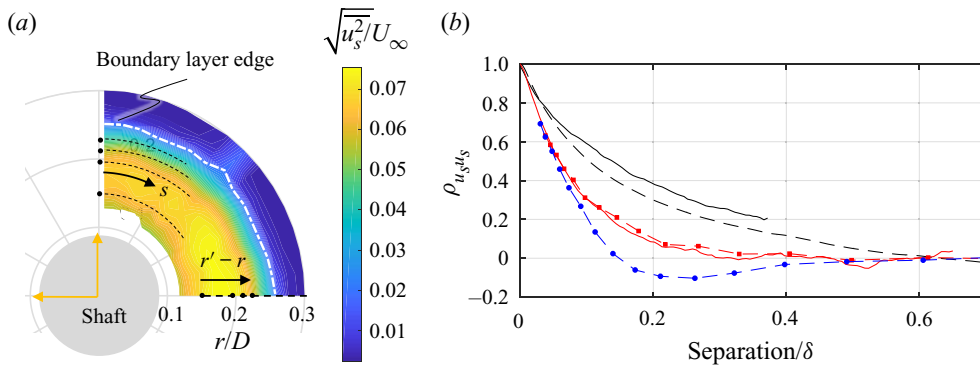 (a)
√u_s²/U∞
Boundary layer edge
0.07
0.06
0.05
0.04
0.03
0.02
0.01
s
r′ – r
Shaft
0.1
0.2
0.3
r/D
(b)
1.0
0.8
0.6
0.4
0.2
0
–0.2
ρ_{u_s u_s}
0
0.2
0.4
0.6
Separation/δ